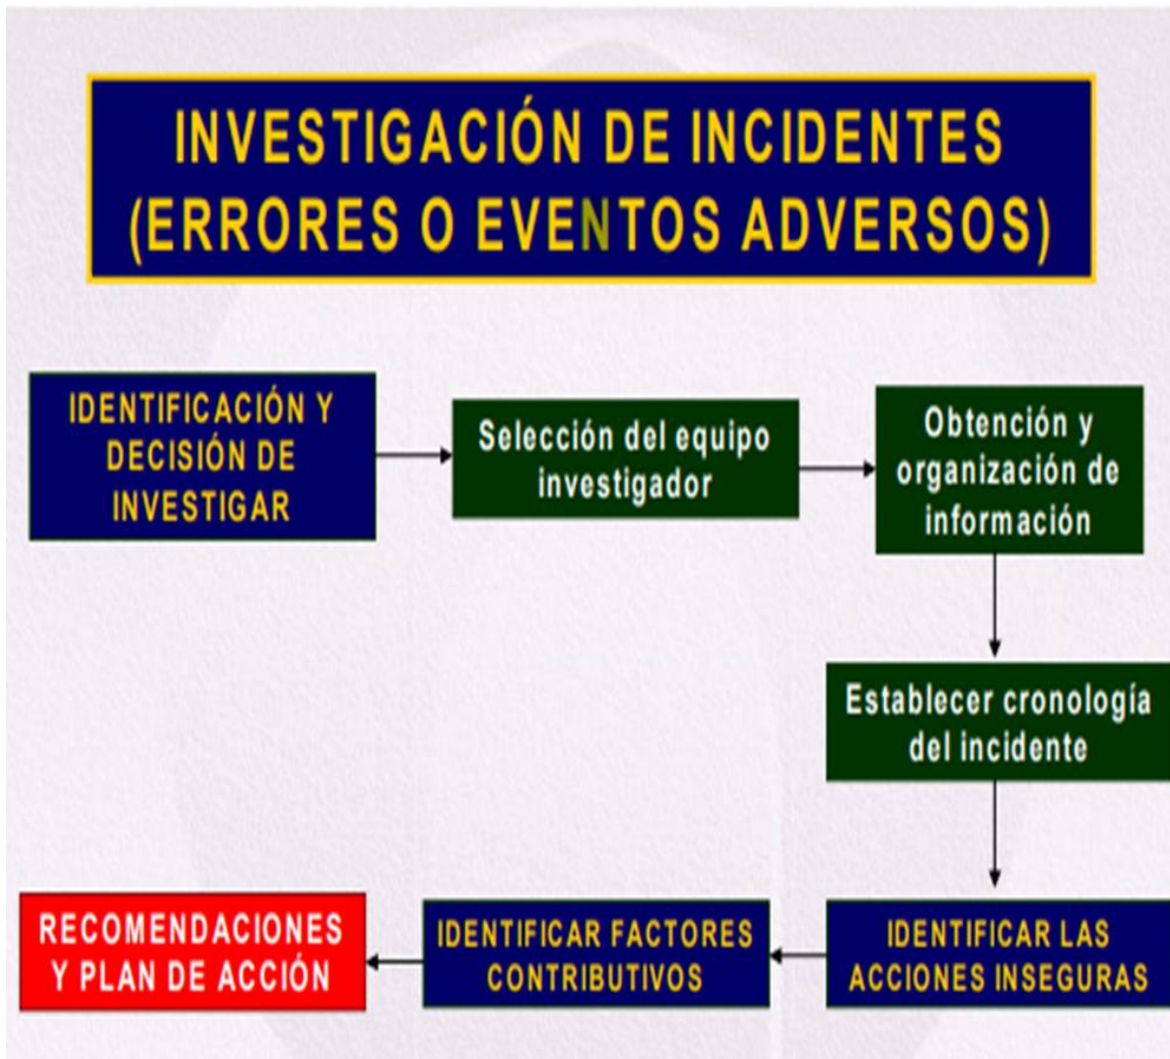 INVESTIGACIÓN DE INCIDENTES
(ERRORES O EVENTOS ADVERSOS)
IDENTIFICACIÓN Y
DECISIÓN DE
INVESTIGAR
Selección del equipo
investigador
Obtención y
organización de
información
Establecer cronología
del incidente
IDENTIFICAR LAS
ACCIONES INSEGURAS
IDENTIFICAR FACTORES
CONTRIBUTIVOS
RECOMENDACIONES
Y PLAN DE ACCIÓN